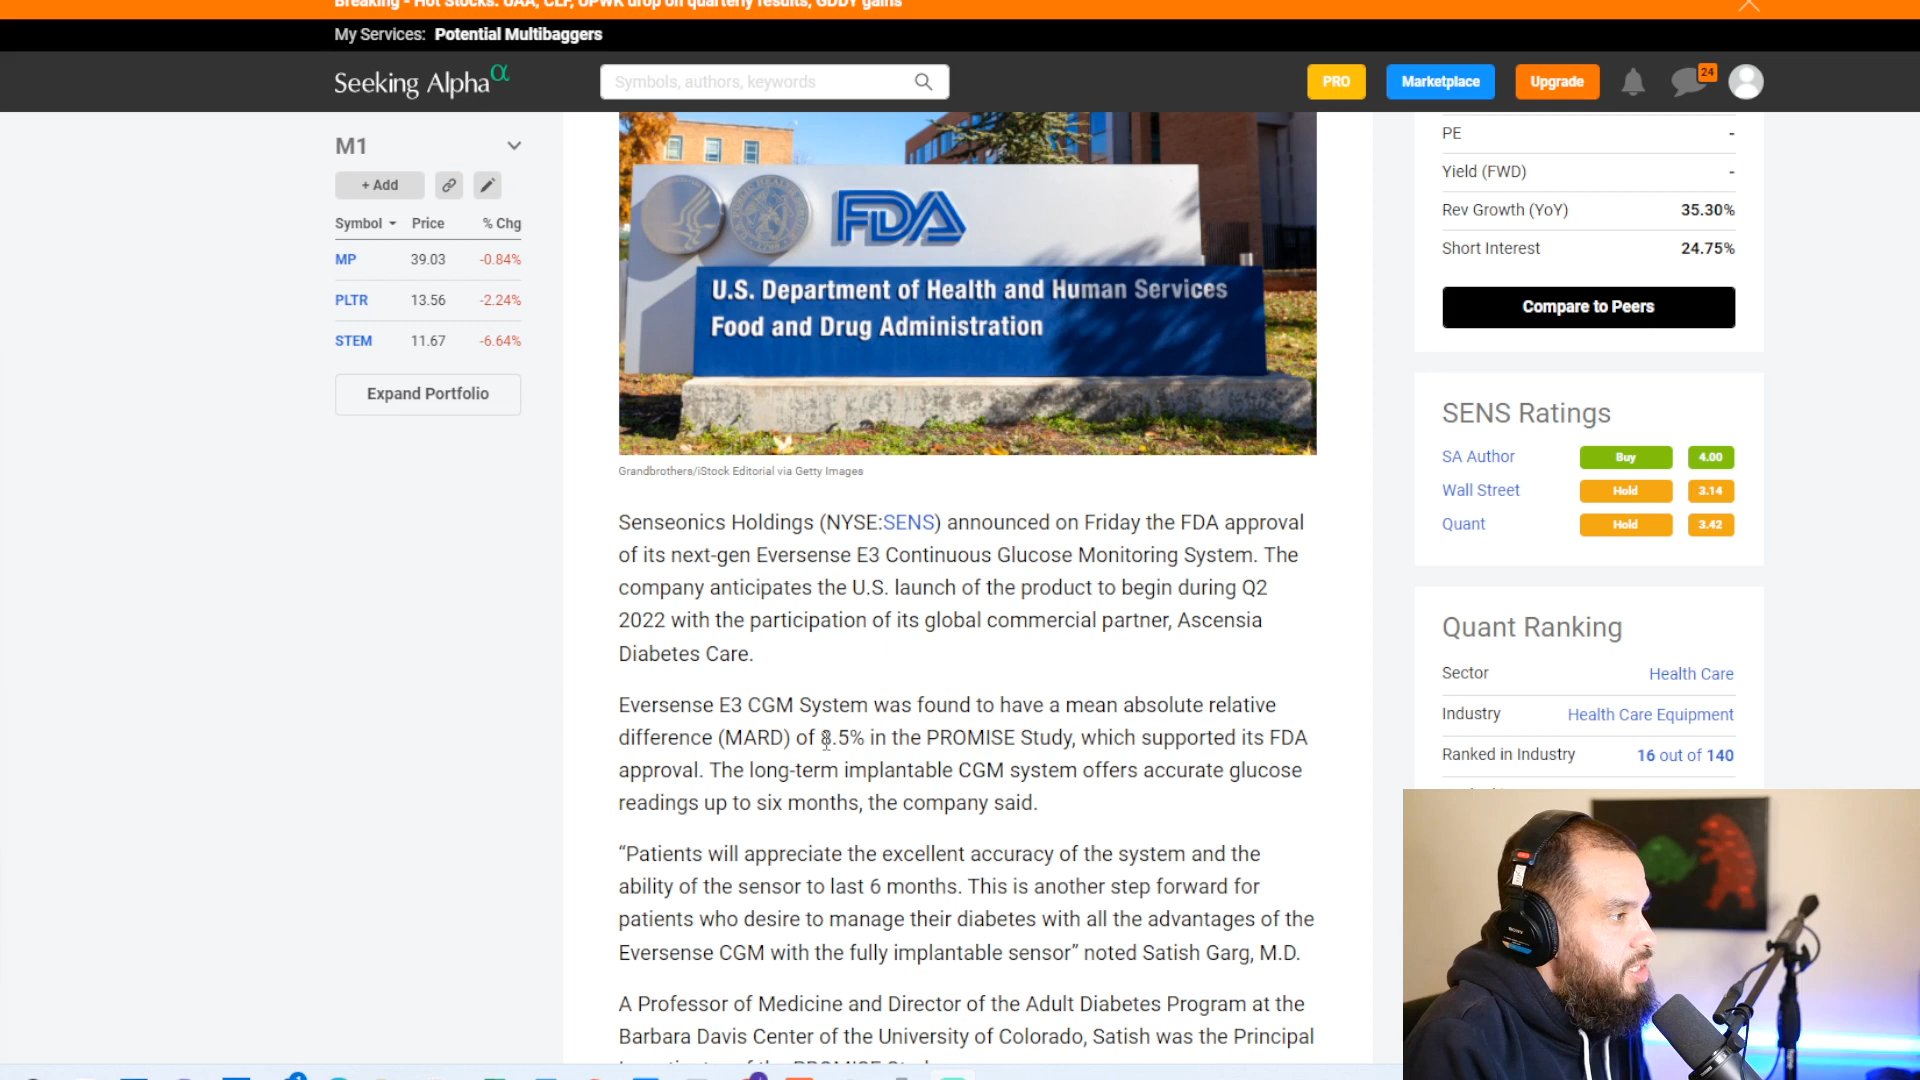 Breaking - Hot Stocks: UAA, CLF, UPWK drop on quarterly results; GDDY gains
My Services: Potential Multibaggers
Seeking Alpha α
Symbols, authors, keywords
PRO
Marketplace
Upgrade
24
M1
+ Add
Symbol Price % Chg
MP 39.03 -0.84%
PLTR 13.56 -2.24%
STEM 11.67 -6.64%
Expand Portfolio
FDA
U.S. Department of Health and Human Services
Food and Drug Administration
Grandbrothers/iStock Editorial via Getty Images
Senseonics Holdings (NYSE:SENS) announced on Friday the FDA approval
of its next-gen Eversense E3 Continuous Glucose Monitoring System. The
company anticipates the U.S. launch of the product to begin during Q2
2022 with the participation of its global commercial partner, Ascensia
Diabetes Care.
Eversense E3 CGM System was found to have a mean absolute relative
difference (MARD) of 8.5% in the PROMISE Study, which supported its FDA
approval. The long-term implantable CGM system offers accurate glucose
readings up to six months, the company said.
“Patients will appreciate the excellent accuracy of the system and the
ability of the sensor to last 6 months. This is another step forward for
patients who desire to manage their diabetes with all the advantages of the
Eversense CGM with the fully implantable sensor” noted Satish Garg, M.D.
A Professor of Medicine and Director of the Adult Diabetes Program at the
Barbara Davis Center of the University of Colorado, Satish was the Principal
PE -
Yield (FWD) -
Rev Growth (YoY) 35.30%
Short Interest 24.75%
Compare to Peers
SENS Ratings
SA Author Buy 4.00
Wall Street Hold 3.14
Quant Hold 3.42
Quant Ranking
Sector Health Care
Industry Health Care Equipment
Ranked in Industry 16 out of 140
SONY